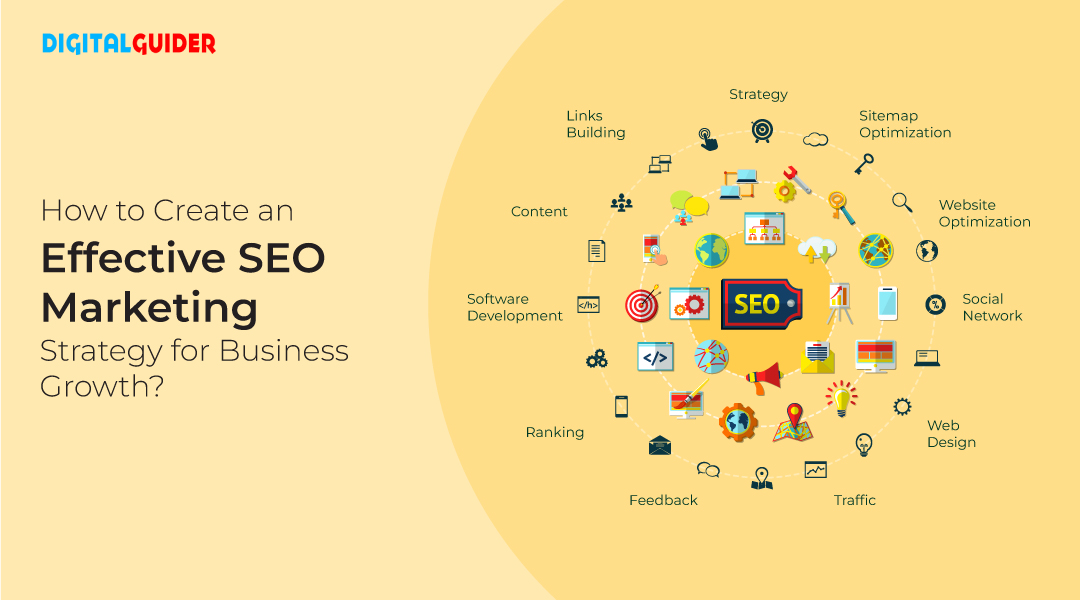 DIGITALGUIDER
How to Create an
Effective SEO
Marketing
Strategy for Business
Growth?
Strategy
Links
Building
Sitemap
Optimization
Content
Website
Optimization
Software
Development
</h>
SEO
%
Social
Network
</>
Ranking
Web
Design
Feedback
Traffic